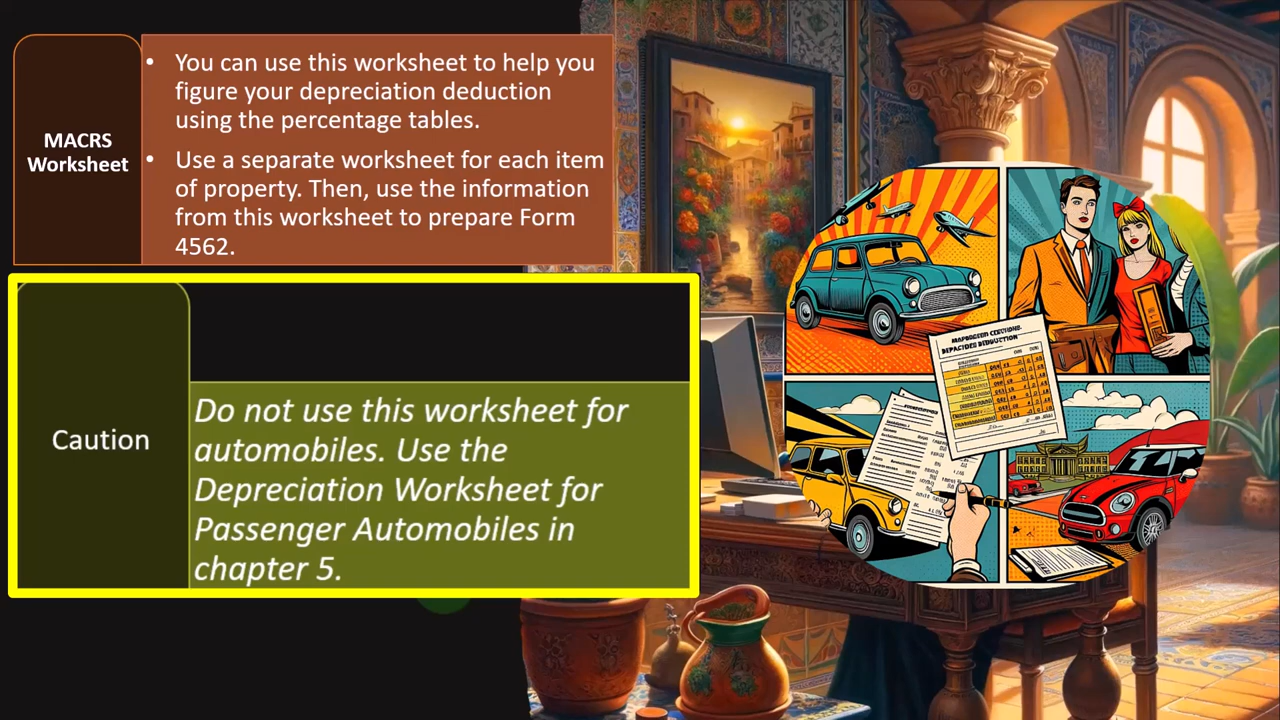 MACRS
Worksheet
• You can use this worksheet to help you
figure your depreciation deduction
using the percentage tables.
• Use a separate worksheet for each item
of property. Then, use the information
from this worksheet to prepare Form
4562.
Caution
Do not use this worksheet for
automobiles. Use the
Depreciation Worksheet for
Passenger Automobiles in
chapter 5.